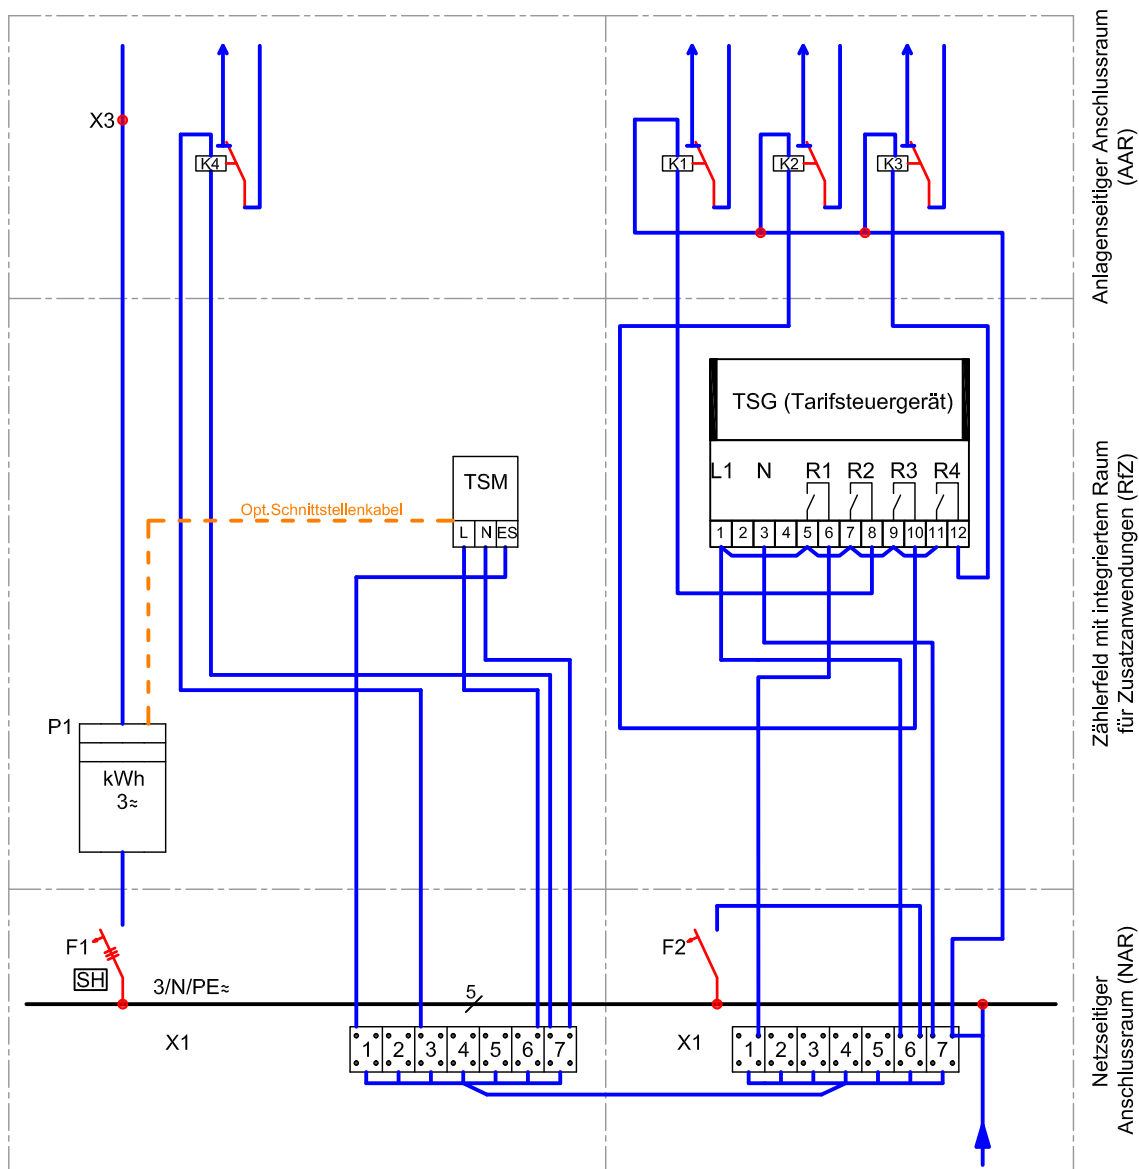 X3
K4
K1
K2
K3
Anlagenseitiger Anschlussraum
(AAR)
TSG (Tarifsteuergerät)
L1 N R1 R2 R3 R4
1 2 3 4 5 6 7 8 9 10 11 12
TSM
L N ES
Opt.Schnittstellenkabel
Zählerfeld mit integriertem Raum
für Zusatzanwendungen (RfZ)
P1
kWh
3≈
F1
SH
3/N/PE≈
5
F2
X1
1 2 3 4 5 6 7
X1
1 2 3 4 5 6 7
Netzseitiger
Anschlussraum (NAR)